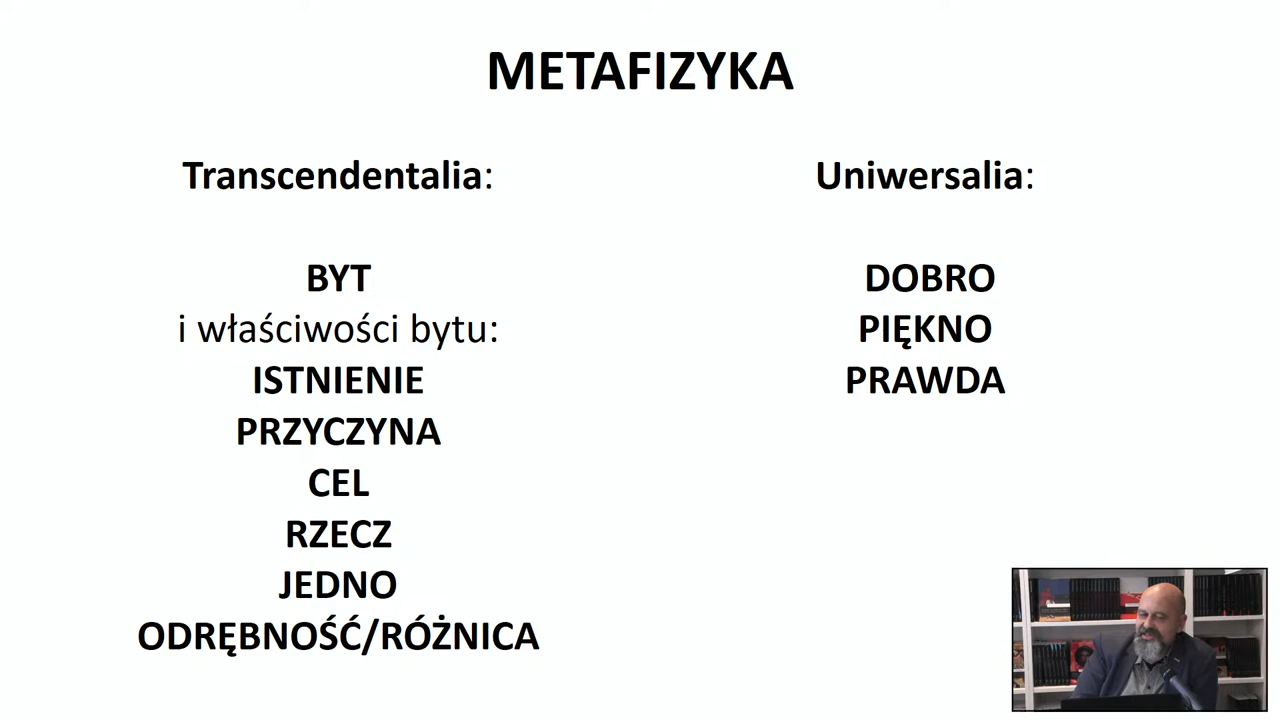 METAFIZYKA
Transcendentalia:
BYT
i właściwości bytu:
ISTNIENIE
PRZYCZYNA
CEL
RZECZ
JEDNO
ODRĘBNOŚĆ/RÓŻNICA
Uniwersalia:
DOBRO
PIĘKNO
PRAWDA